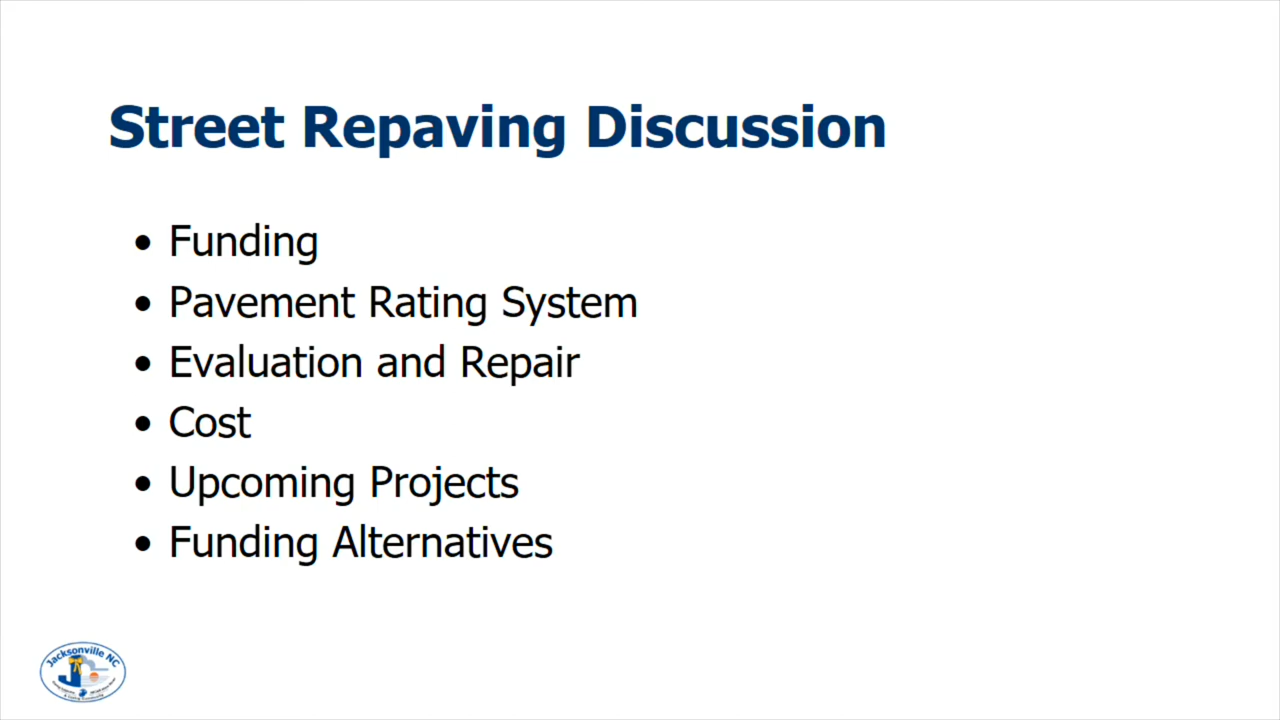 Street Repaving Discussion
• Funding
• Pavement Rating System
• Evaluation and Repair
• Cost
• Upcoming Projects
• Funding Alternatives
Jacksonville NC